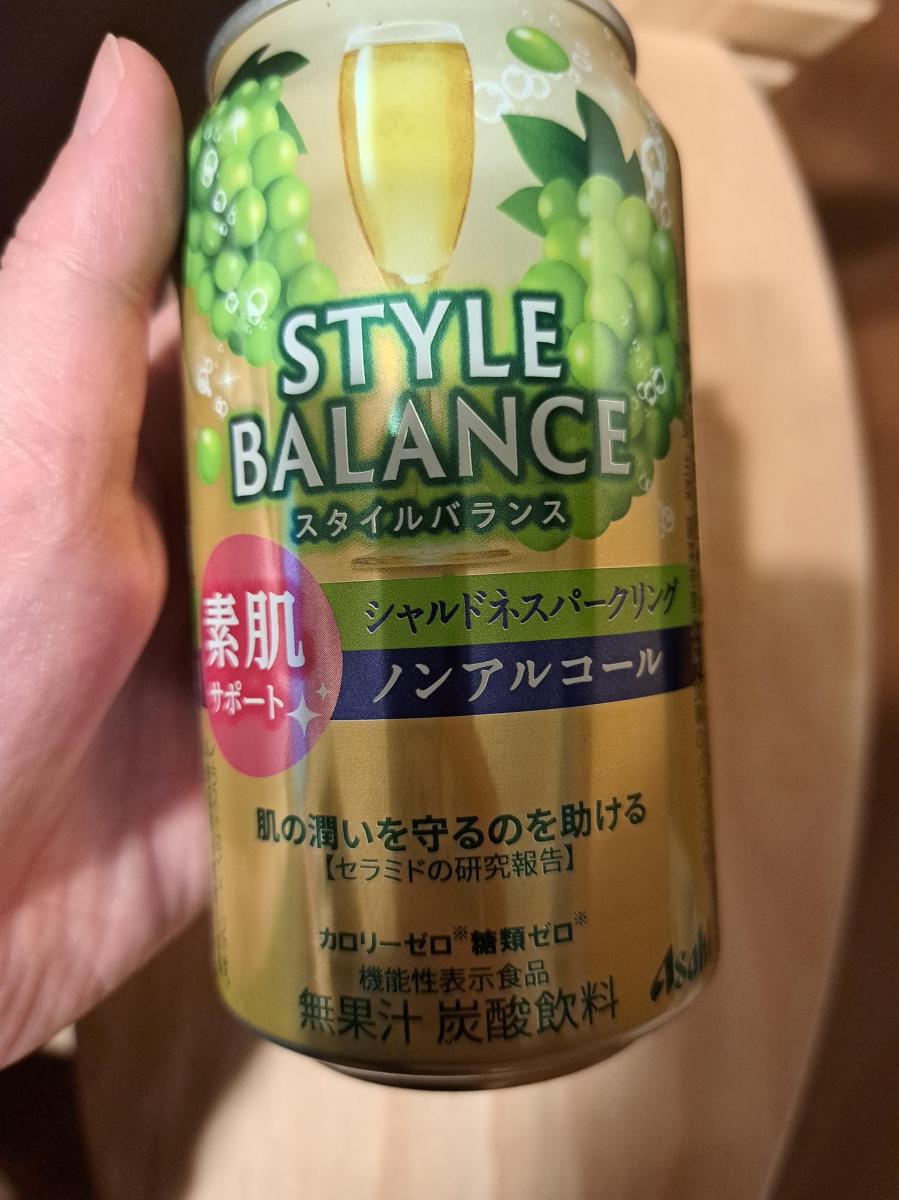 STYLE
BALANCE
スタイルバランス
素肌
サポート
シャルドネスパークリング
ノンアルコール
肌の潤いを守るのを助ける
【セラミドの研究報告】
カロリーゼロ※糖類ゼロ※
機能性表示食品
無果汁 炭酸飲料
Asahi